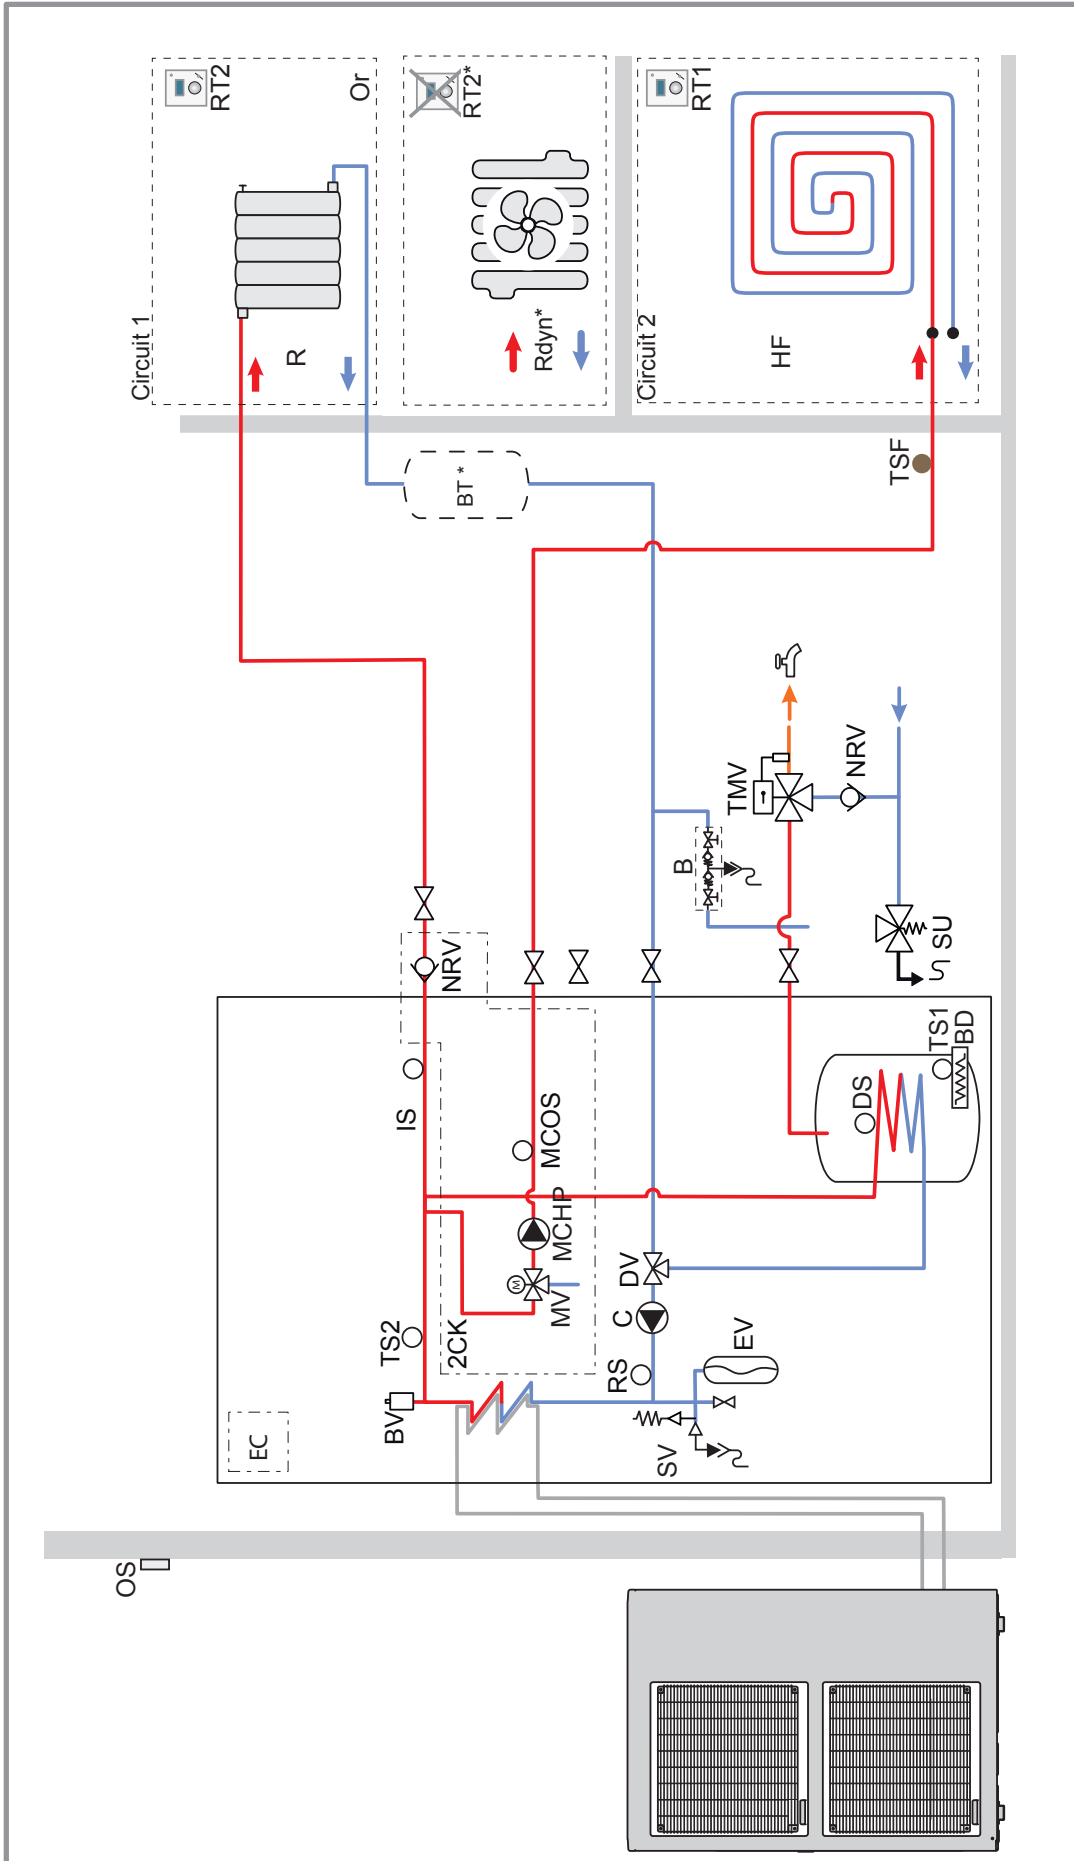 Circuit 1
RT2
Or
R
RT2*
Rdyn*
Circuit 2
RT1
HF
BT *
TSF
NRV
TMV
NRV
B
SU
IS
MCOS
MCHP
MV
M
2CK
TS2
BV
EC
DV
C
RS
EV
SV
DS
TS1
BD
OS